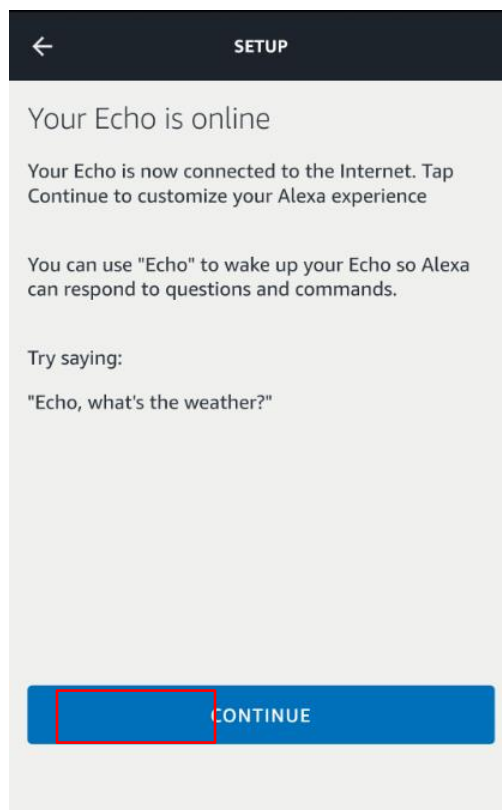 SETUP
Your Echo is online
Your Echo is now connected to the Internet. Tap
Continue to customize your Alexa experience
You can use "Echo" to wake up your Echo so Alexa
can respond to questions and commands.
Try saying:
"Echo, what's the weather?"
CONTINUE